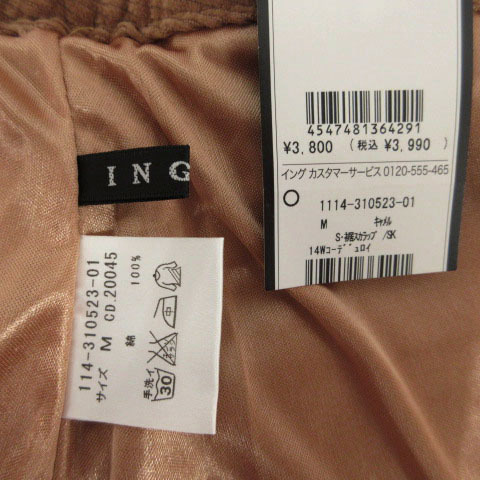 4547481364291
¥3,800 (税込 ¥3,990)
イング カスタマーサービス 0120-555-465
1114-310523-01
M キャメル
S・裾スカラップ /SK
14Wコーデュロイ
ING
114-310523-01
サイズ M CD.20045
綿 100%
中
手洗イ
30